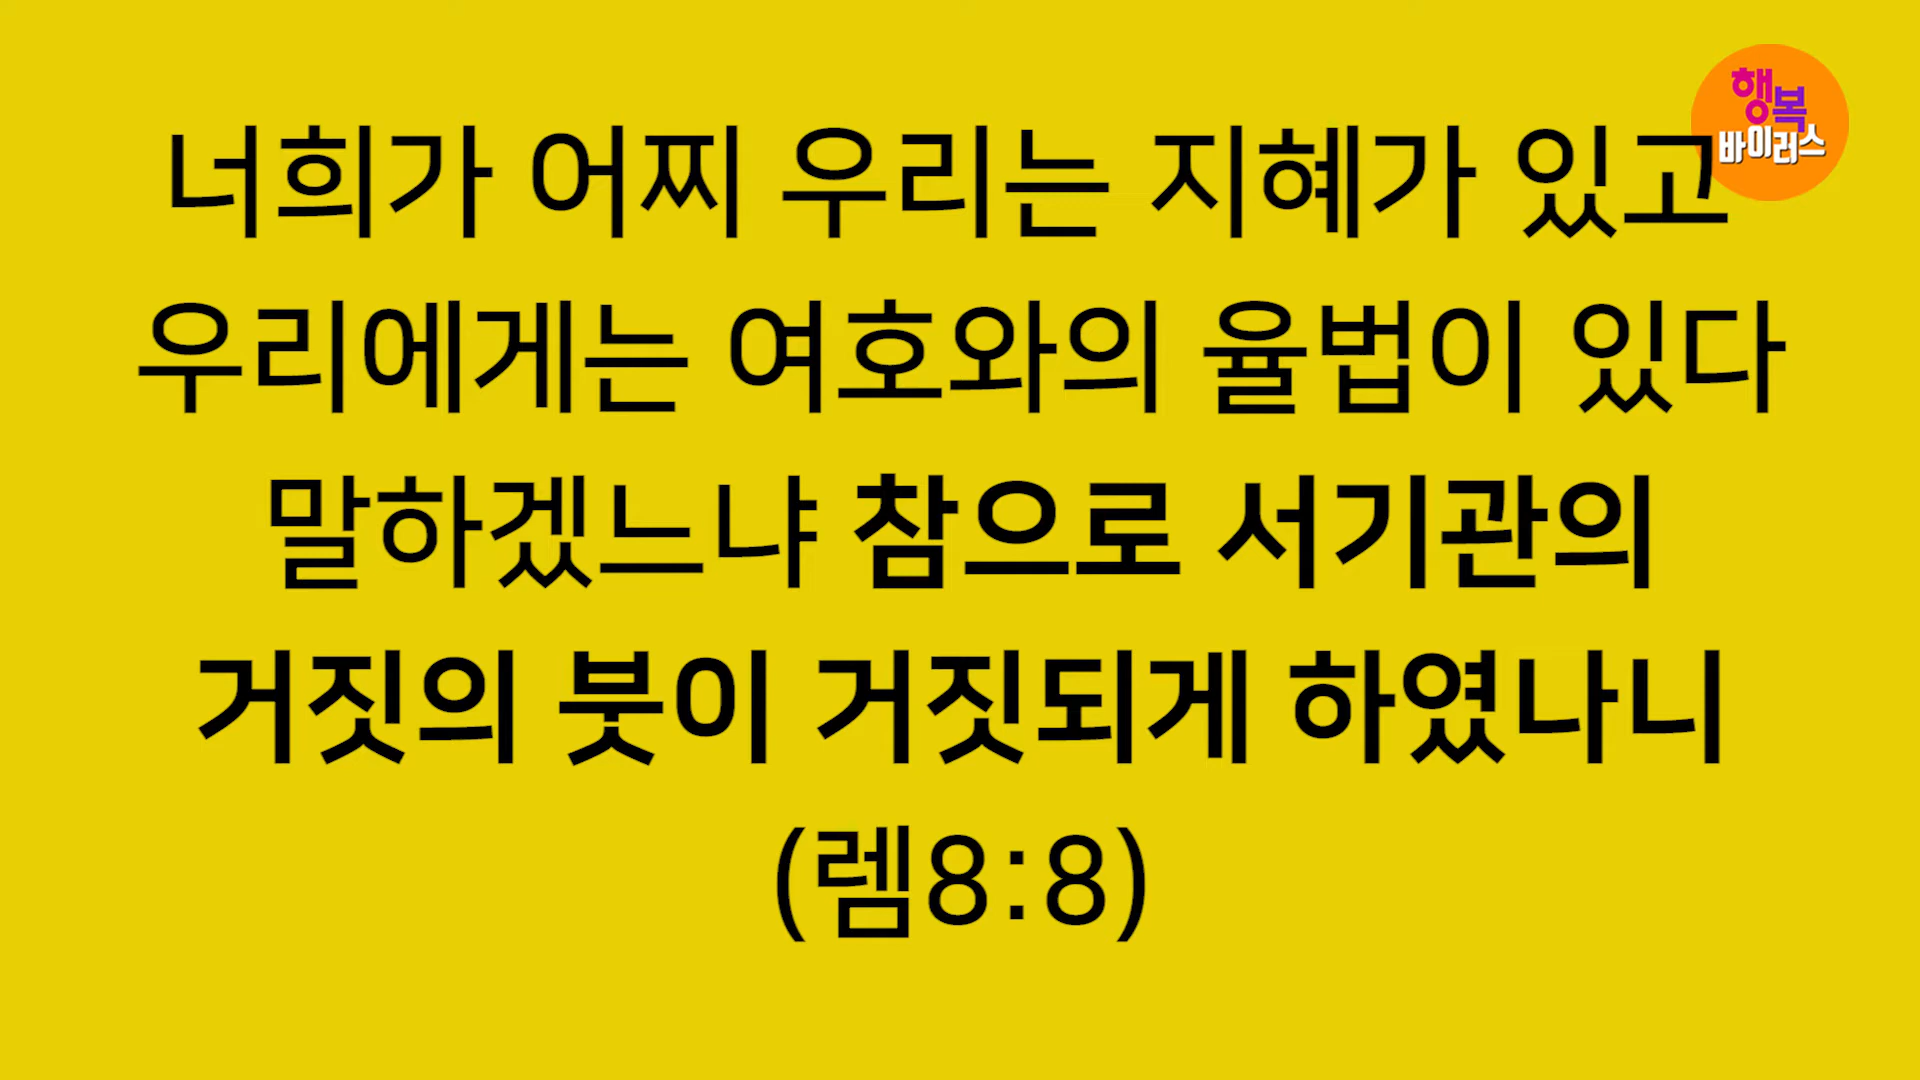 행복
바이러스
너희가 어찌 우리는 지혜가 있고
우리에게는 여호와의 율법이 있다
말하겠느냐 참으로 서기관의
거짓의 붓이 거짓되게 하였나니
(렘8:8)